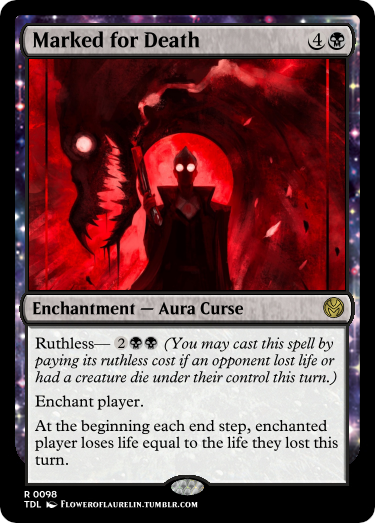 Marked for Death 4
Enchantment — Aura Curse
Ruthless— 2 (You may cast this spell by
paying its ruthless cost if an opponent lost life or
had a creature die under their control this turn.)
Enchant player.
At the beginning each end step, enchanted
player loses life equal to the life they lost this
turn.
R 0098
TDL Floweroflaurelin.tumblr.com